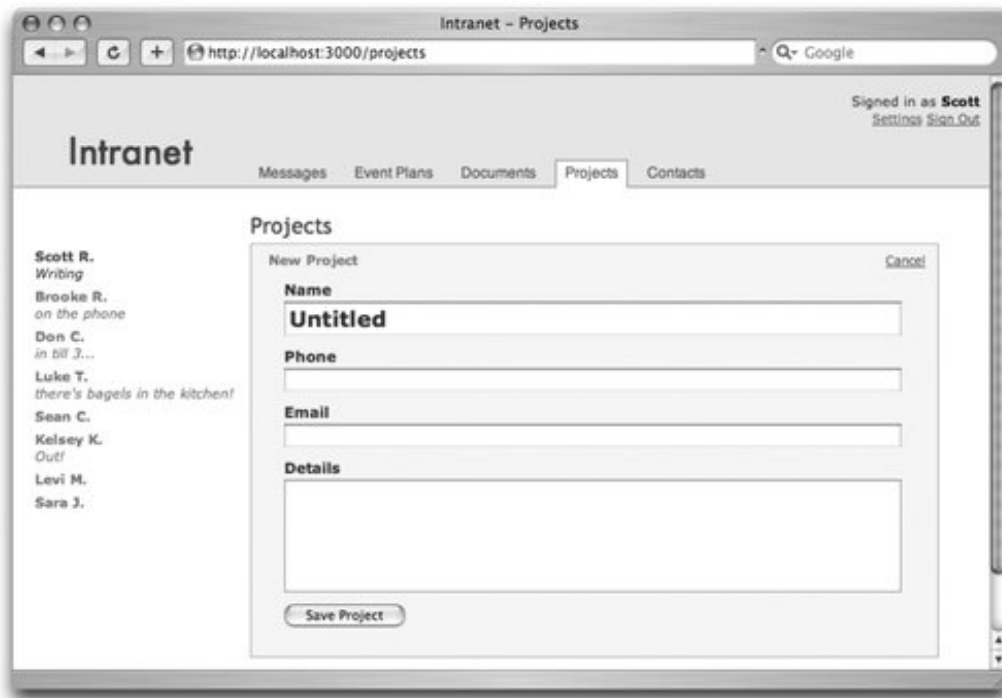 Intranet – Projects
http://localhost:3000/projects
Google
Signed in as Scott
Settings Sign Out
Intranet
Messages Event Plans Documents Projects Contacts
Projects
Scott R.
Writing
Brooke R.
on the phone
Don C.
in till 3...
Luke T.
there's bagels in the kitchen!
Sean C.
Kelsey K.
Out!
Levi M.
Sara J.
New Project Cancel
Name
Untitled
Phone
Email
Details
Save Project